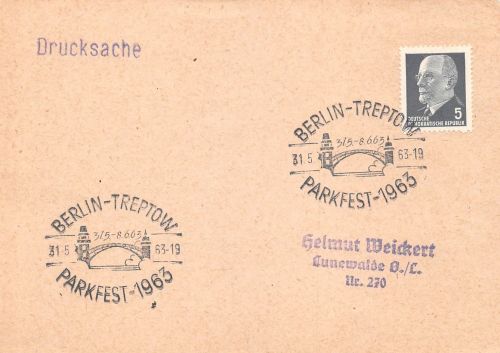 Drucksache
DEUTSCHE
DEMOKRATISCHE REPUBLIK
5
BERLIN-TREPTOW
31.5.-8.6.63
31.5 63-19
PARKFEST-1963
BERLIN-TREPTOW
31.5.-8.6.63
31.5 63-19
PARKFEST-1963
Helmut Weickert
Cunewalde O./L.
Nr. 270